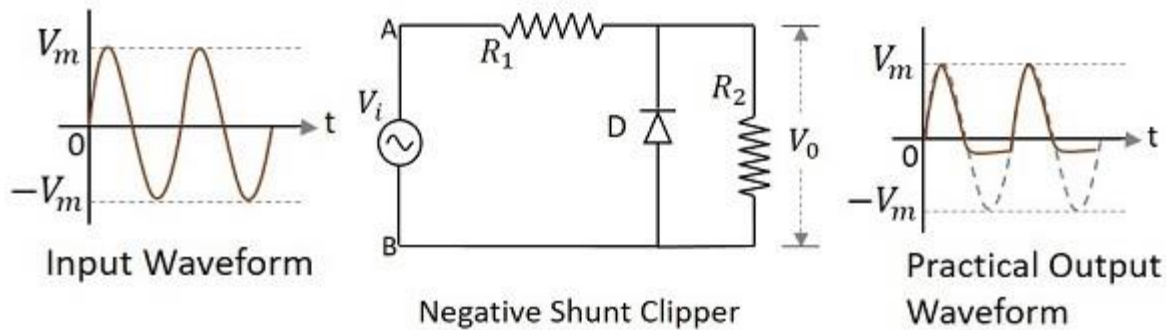 V_m
0
t
−V_m
Input Waveform
A
R_1
V_i
D
R_2
V_0
B
Negative Shunt Clipper
V_m
0
t
−V_m
Practical Output
Waveform